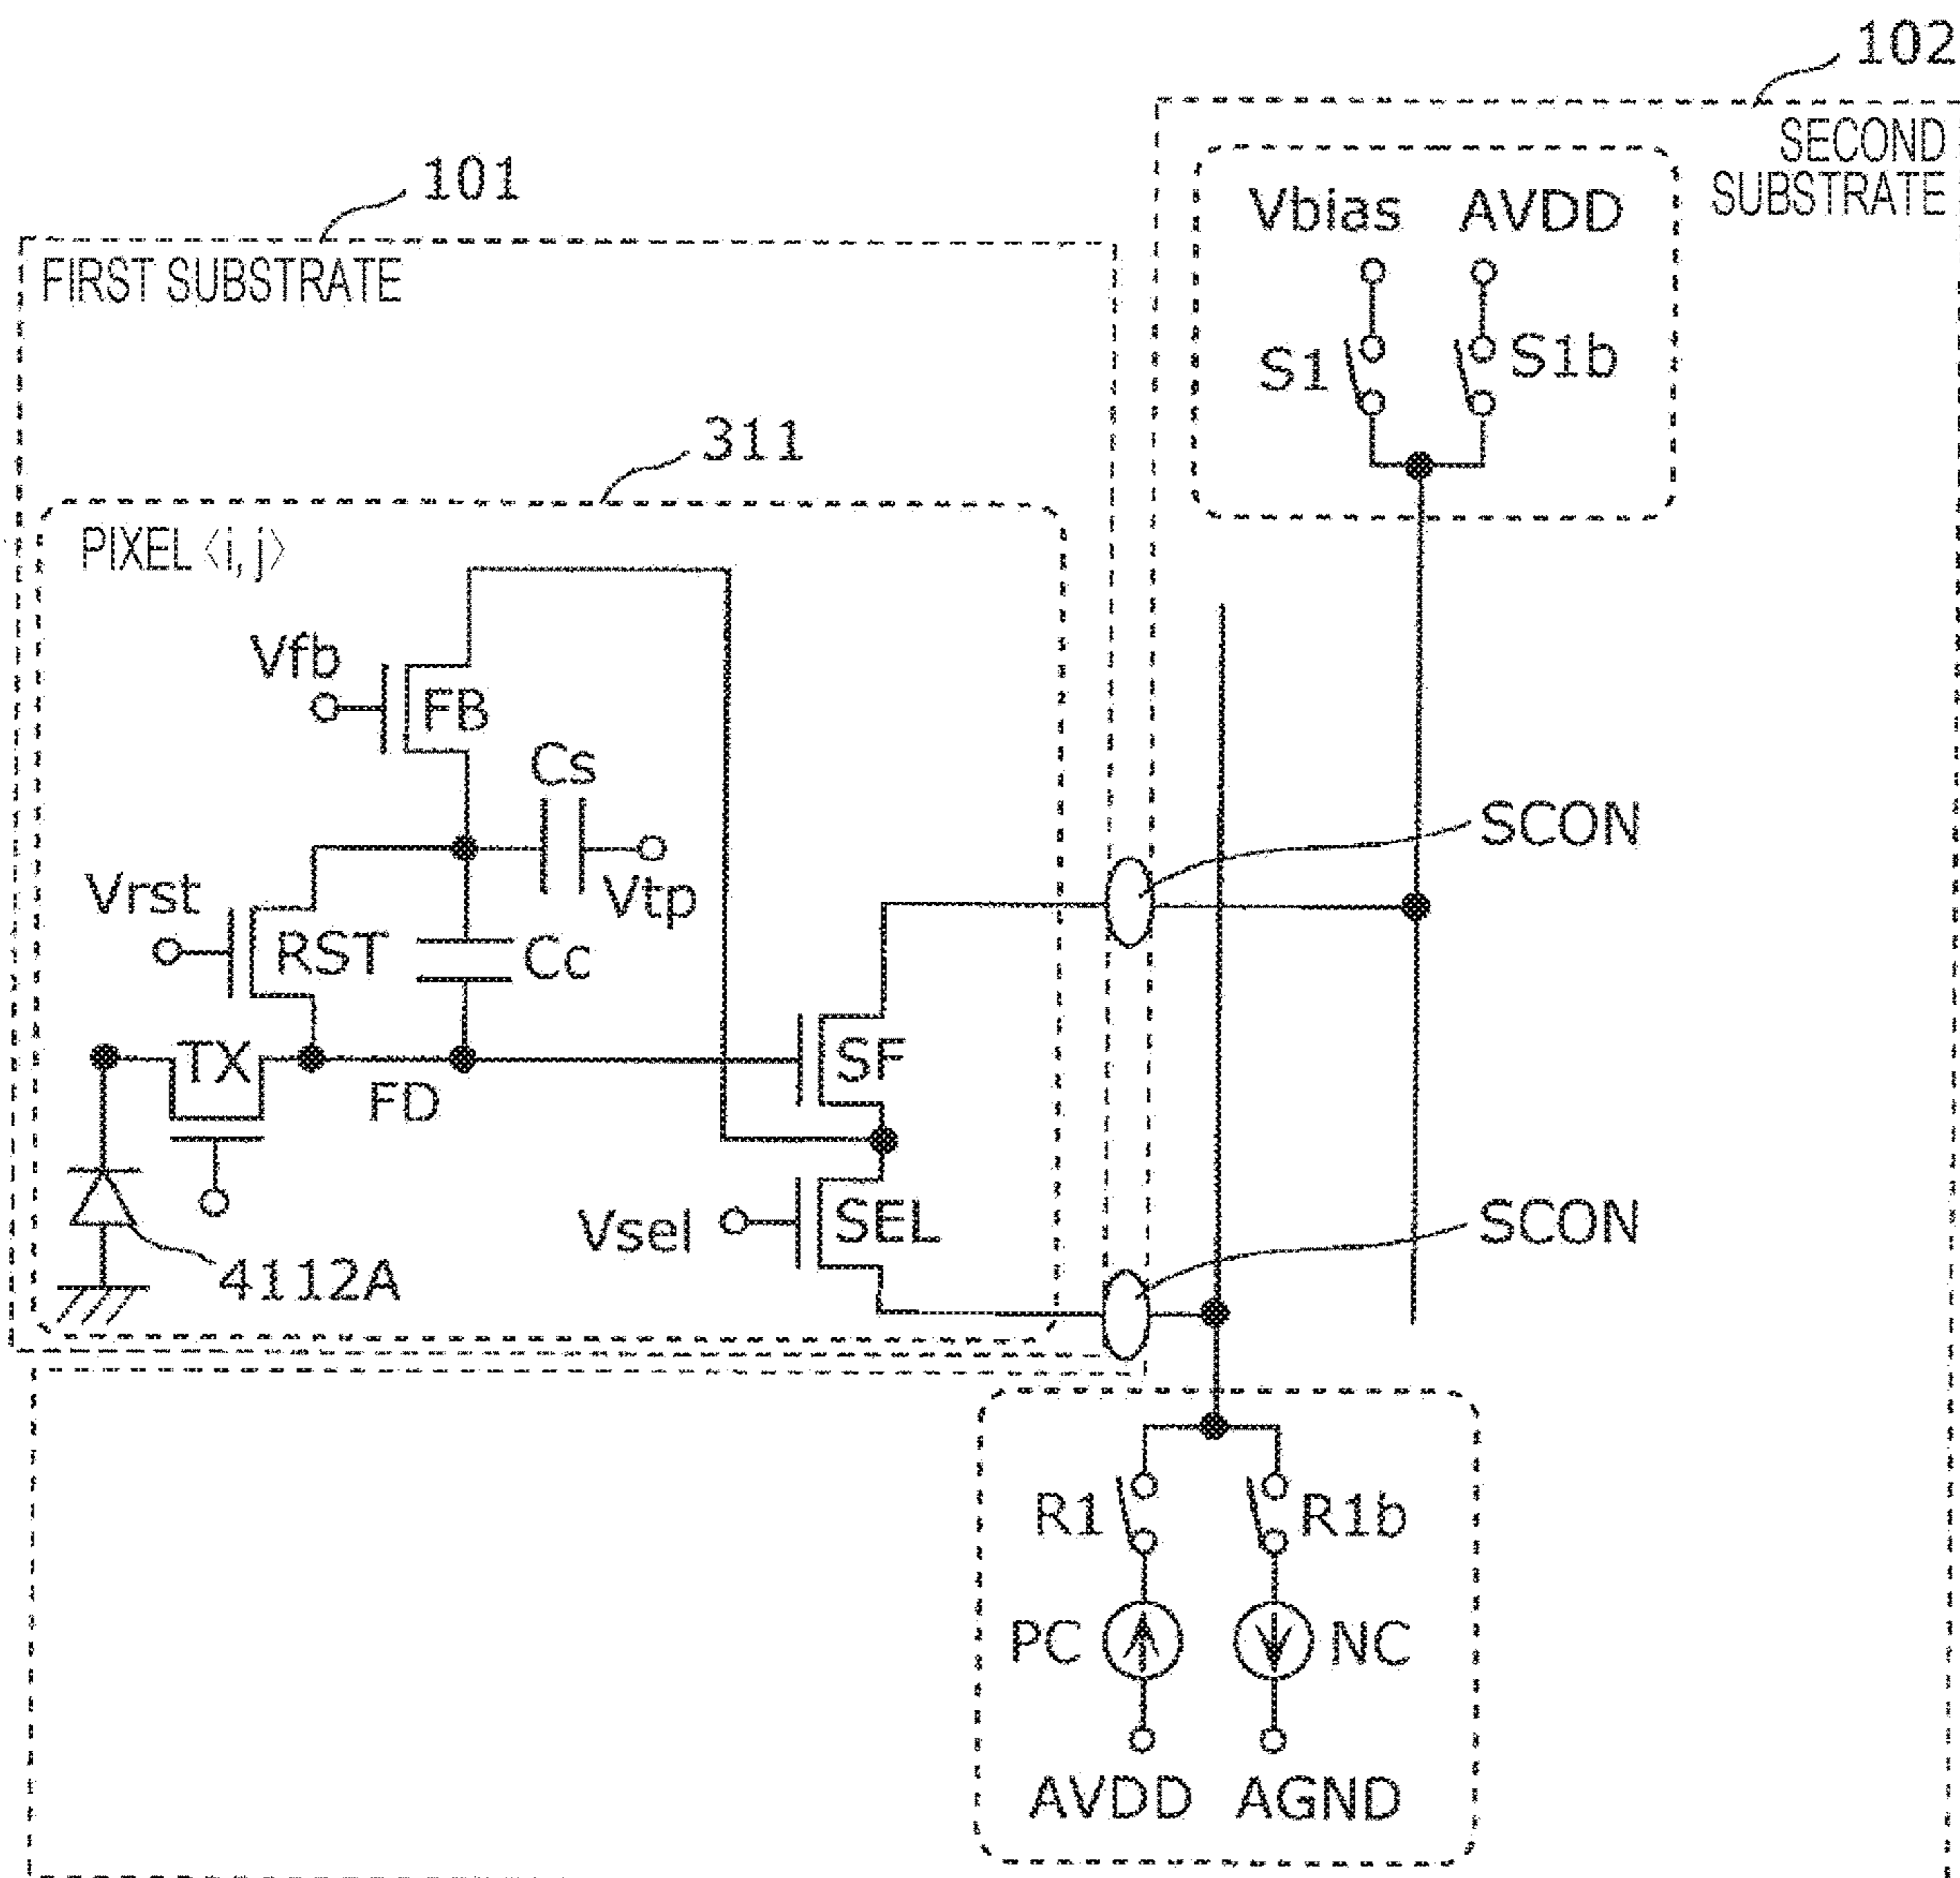 102
SECOND
SUBSTRATE
101
FIRST SUBSTRATE
Vbias AVDD
S1 S1b
311
PIXEL <i, j>
Vfb
FB
Cs
Vtp
SCON
Vrst
RST
Cc
TX
FD
SF
Vsel
SEL
SCON
4112A
R1 R1b
PC NC
AVDD AGND